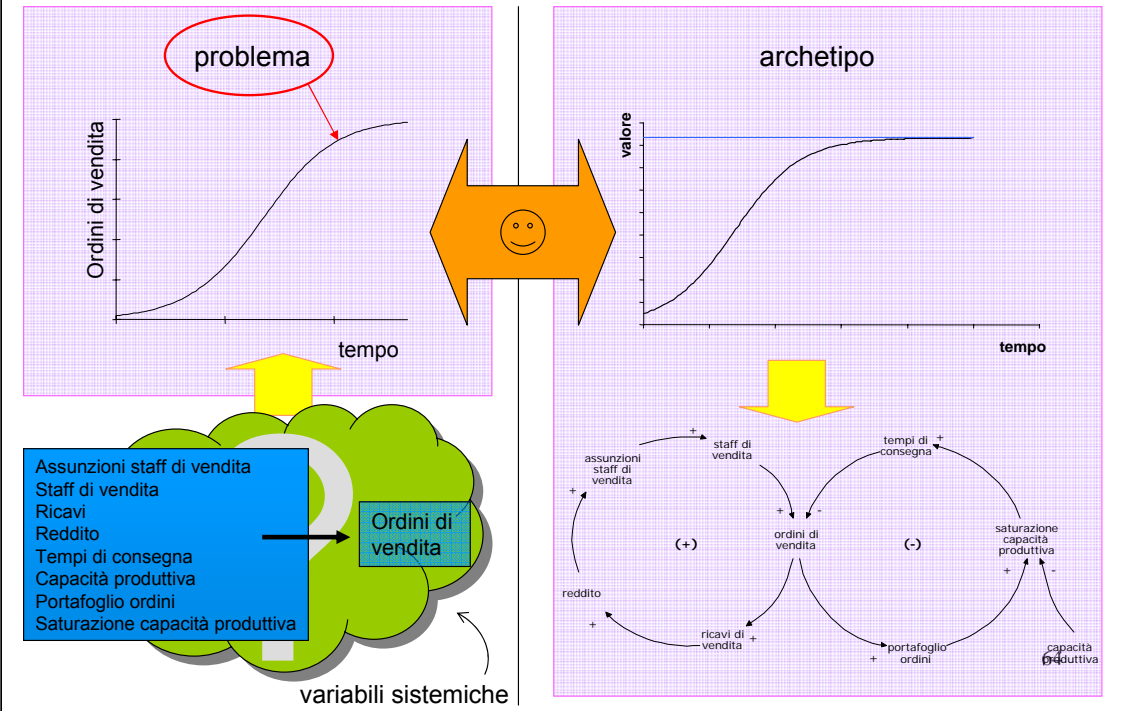 problema
Ordini di vendita
tempo
archetipo
valore
tempo
Assunzioni staff di vendita
Staff di vendita
Ricavi
Reddito
Tempi di consegna
Capacità produttiva
Portafoglio ordini
Saturazione capacità produttiva
?
Ordini di
vendita
variabili sistemiche
+
staff di
vendita
assunzioni
staff di
vendita
+
tempi di
consegna
+
+
-
ordini di
vendita
(+)
(-)
saturazione
capacità
produttiva
+
-
reddito
+
ricavi di
vendita
+
portafoglio
ordini
+
capacità
produttiva
64